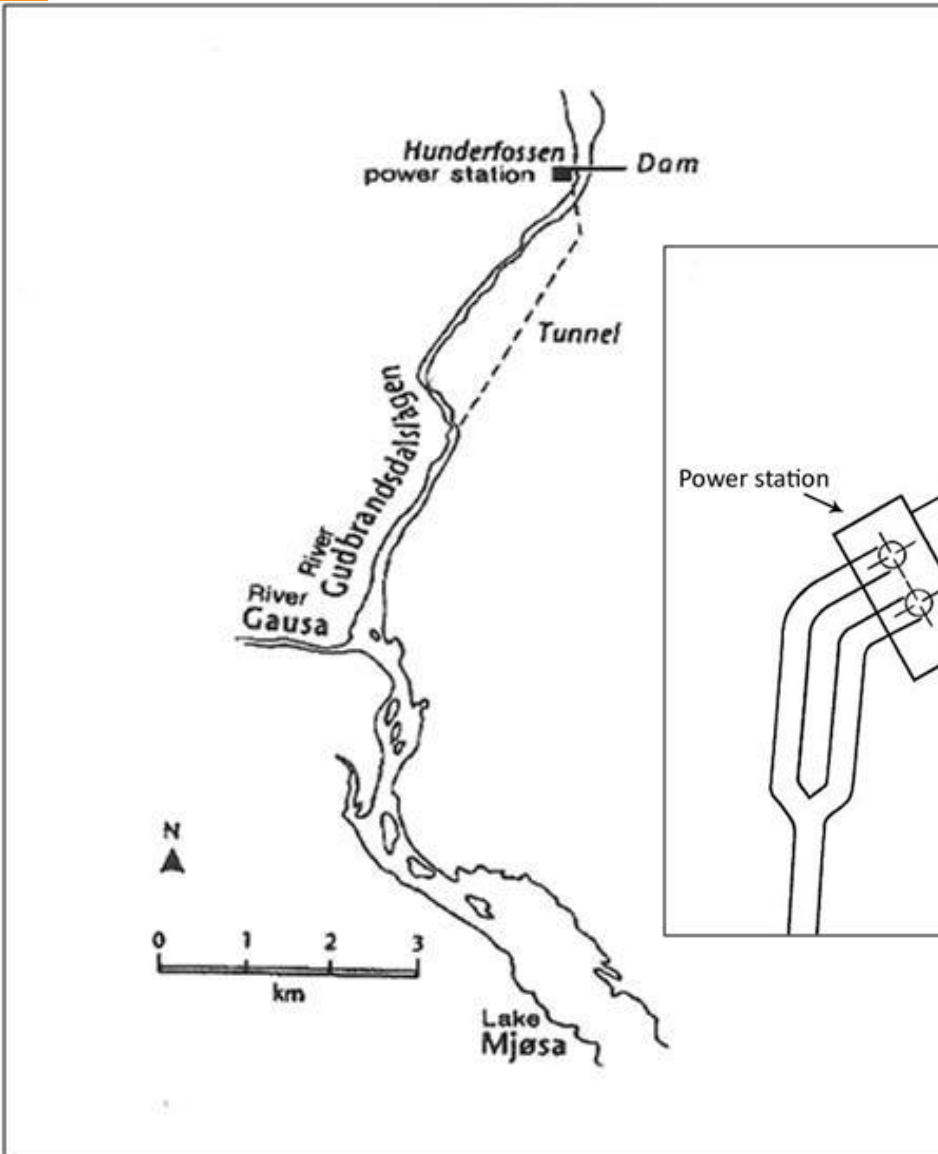 Hunderfossen
power station
Dam
Tunnel
River
Gudbrandsdalslågen
River
Gausa
Power station
N
0 1 2 3
km
Lake
Mjøsa